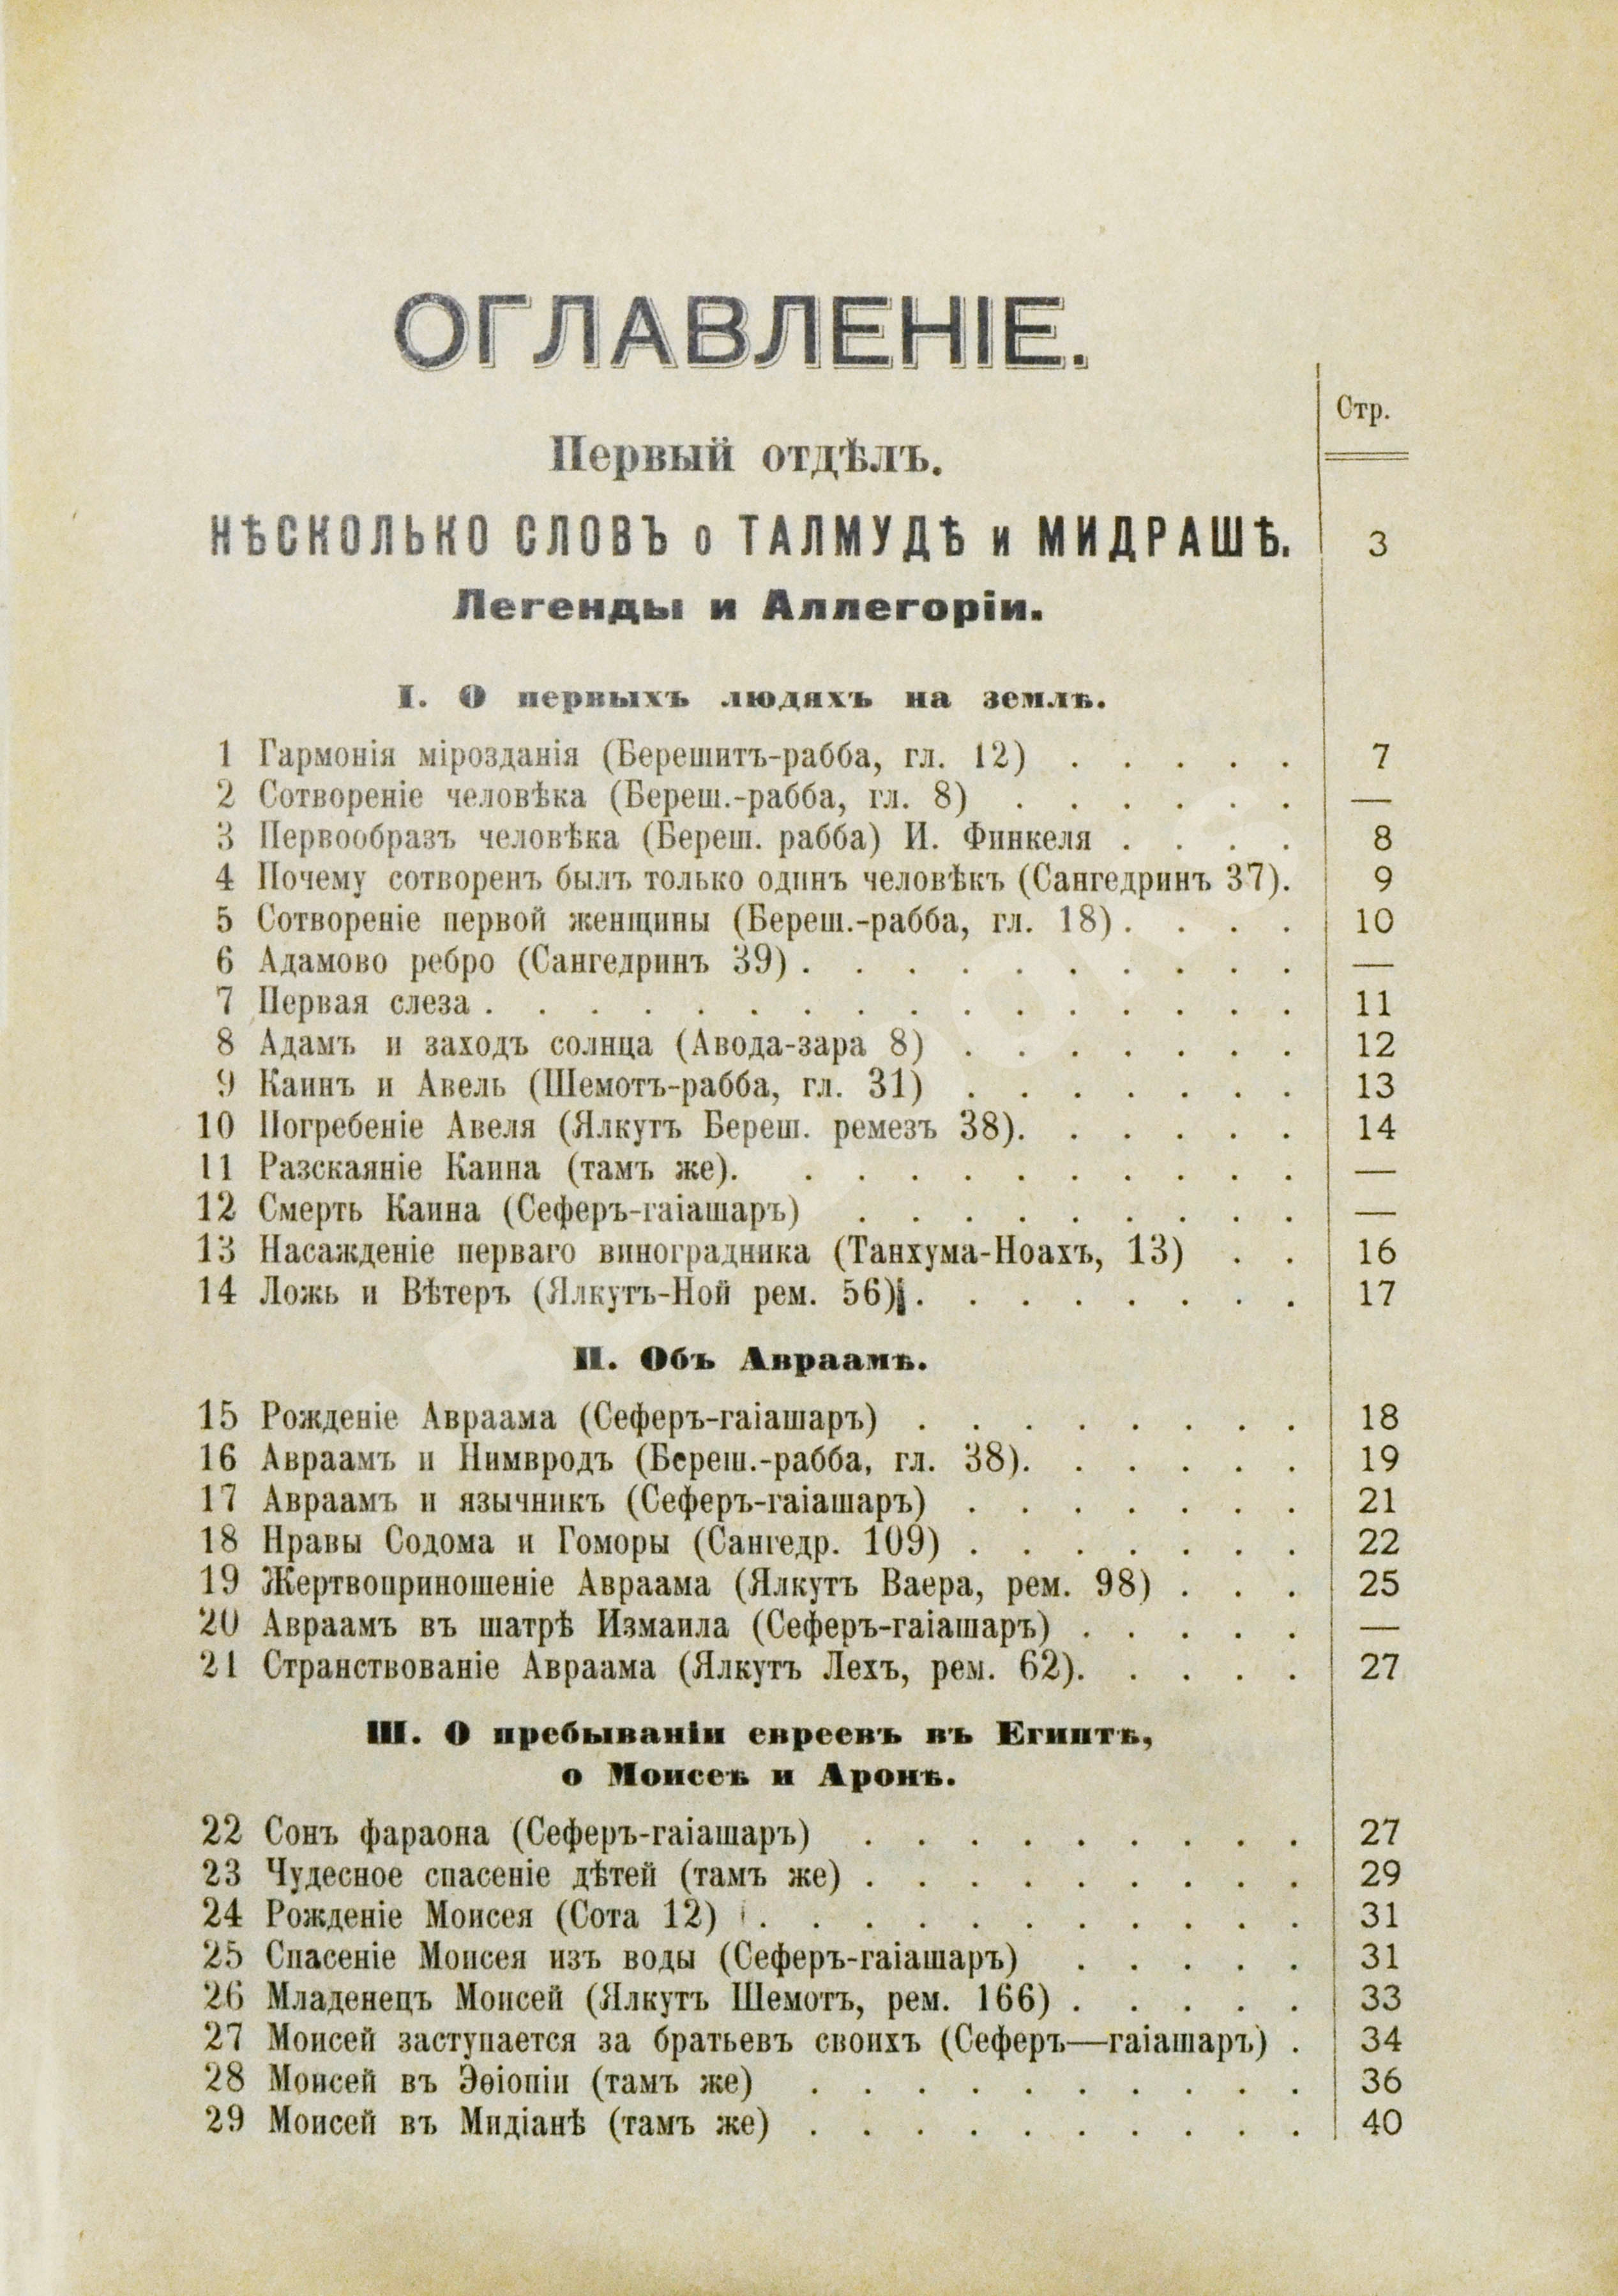 ОГЛАВЛЕНІЕ.
Стр.
Первый отдѣлъ.
НѢСКОЛЬКО СЛОВЪ о ТАЛМУДѢ и МИДРАШѢ. 3
Легенды и Аллегоріи.
I. О первыхъ людяхъ на землѣ.
1 Гармонія мірозданія (Берешитъ-рабба, гл. 12) . . . . . 7
2 Сотвореніе человѣка (Береш.-рабба, гл. 8) . . . . . . —
3 Первообразъ человѣка (Береш. рабба) И. Финкеля . . . . 8
4 Почему сотворенъ былъ только одинъ человѣкъ (Сангедринъ 37). 9
5 Сотвореніе первой женщины (Береш.-рабба, гл. 18) . . . . 10
6 Адамово ребро (Сангедринъ 39) . . . . . . . . . . —
7 Первая слеза . . . . . . . . . . . . . . . . 11
8 Адамъ и заходъ солнца (Авода-зара 8) . . . . . . . 12
9 Каинъ и Авель (Шемотъ-рабба, гл. 31) . . . . . . . 13
10 Погребеніе Авеля (Ялкутъ Береш. ремезъ 38). . . . . . 14
11 Разскаяніе Каина (тамъ же). . . . . . . . . . . —
12 Смерть Каина (Сеферъ-гаіашаръ) . . . . . . . . . —
13 Насажденіе перваго виноградника (Танхума-Ноахъ, 13) . . 16
14 Ложь и Вѣтеръ (Ялкутъ-Ной рем. 56) . . . . . . . . 17
II. Объ Авраамѣ.
15 Рожденіе Авраама (Сеферъ-гаіашаръ) . . . . . . . . 18
16 Авраамъ и Нимвродъ (Береш.-рабба, гл. 38). . . . . . 19
17 Авраамъ и язычникъ (Сеферъ-гаіашаръ) . . . . . . . 21
18 Нравы Содома и Гоморы (Сангедр. 109) . . . . . . . 22
19 Жертвоприношеніе Авраама (Ялкутъ Ваера, рем. 98) . . . 25
20 Авраамъ въ шатрѣ Измаила (Сеферъ-гаіашаръ) . . . . . —
21 Странствованіе Авраама (Ялкутъ Лехъ, рем. 62). . . . . 27
III. О пребываніи евреевъ въ Египтѣ,
о Моисеѣ и Аронѣ.
22 Сонъ фараона (Сеферъ-гаіашаръ) . . . . . . . . . 27
23 Чудесное спасеніе дѣтей (тамъ же) . . . . . . . . . 29
24 Рожденіе Моисея (Сота 12) . . . . . . . . . . . 31
25 Спасеніе Моисея изъ воды (Сеферъ-гаіашаръ) . . . . . 31
26 Младенецъ Моисей (Ялкутъ Шемотъ, рем. 166) . . . . . 33
27 Моисей заступается за братьевъ своихъ (Сеферъ—гаіашаръ) . 34
28 Моисей въ Эѳіопіи (тамъ же) . . . . . . . . . . 36
29 Моисей въ Мидіанѣ (тамъ же) . . . . . . . . . . 40